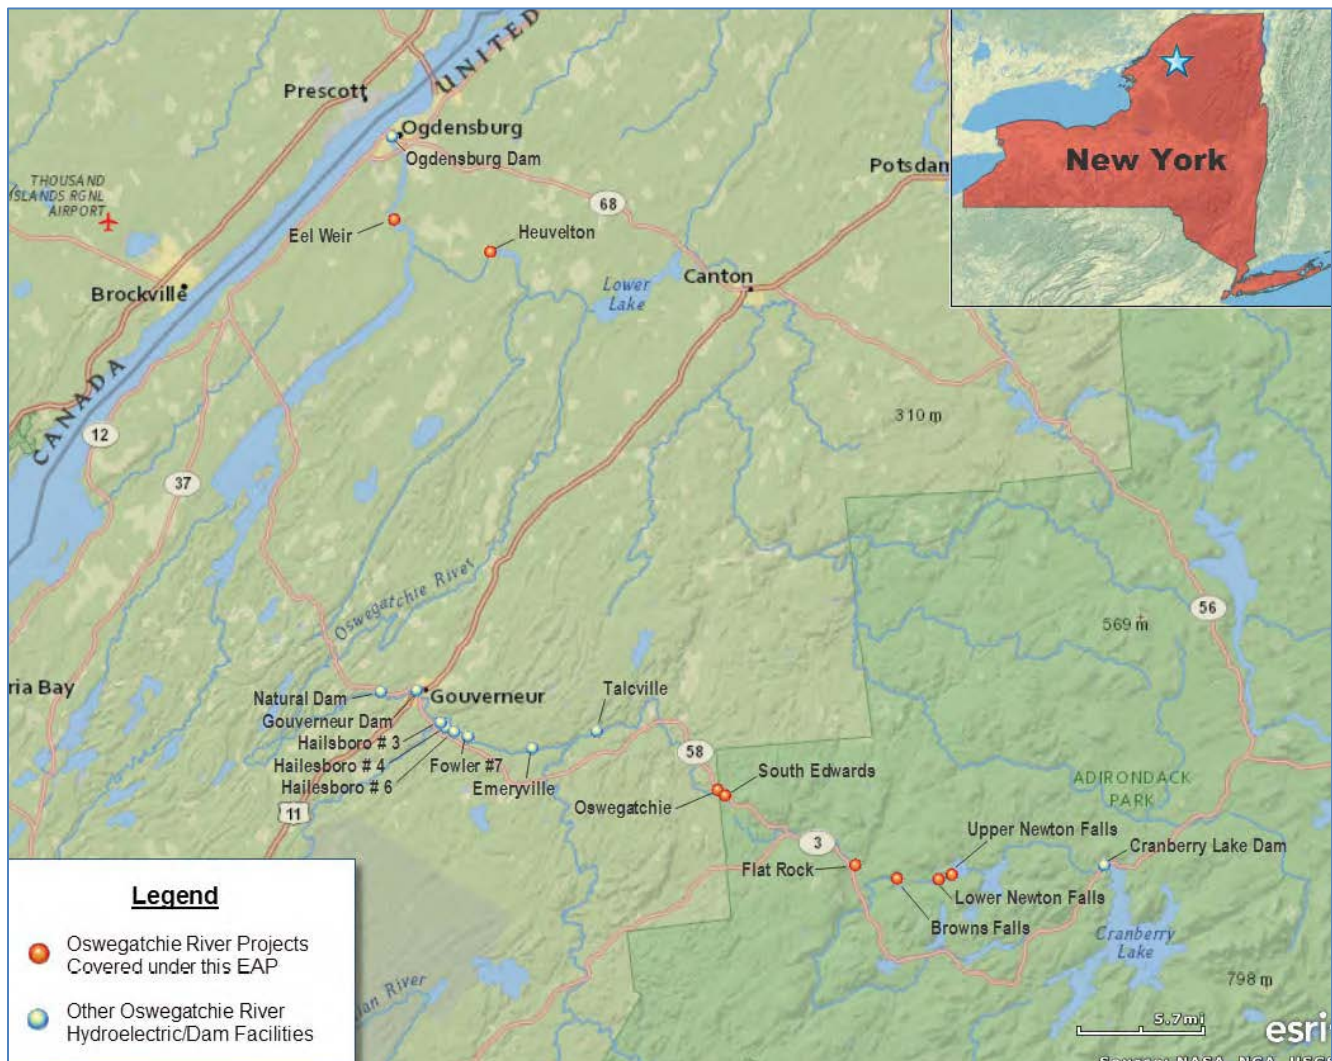 UNITED
Prescott
Ogdensburg
Ogdensburg Dam
Potsdam
New York
THOUSAND
ISLANDS RGNL
AIRPORT
68
Eel Weir
Heuvelton
Canton
Lower
Lake
Brockville
CANADA
310 m
12
37
Oswegatchie River
56
569 m
ria Bay
Natural Dam
Gouverneur
Talcville
Gouverneur Dam
Hailsboro # 3
Hailesboro # 4
Hailesboro # 6
Fowler #7
Emeryville
58
South Edwards
Oswegatchie
11
ADIRONDACK
PARK
3
Upper Newton Falls
Cranberry Lake Dam
Flat Rock
Lower Newton Falls
Browns Falls
Cranberry
Lake
798 m
Legend
Oswegatchie River Projects
Covered under this EAP
Other Oswegatchie River
Hydroelectric/Dam Facilities
ian River
5.7mi
esri